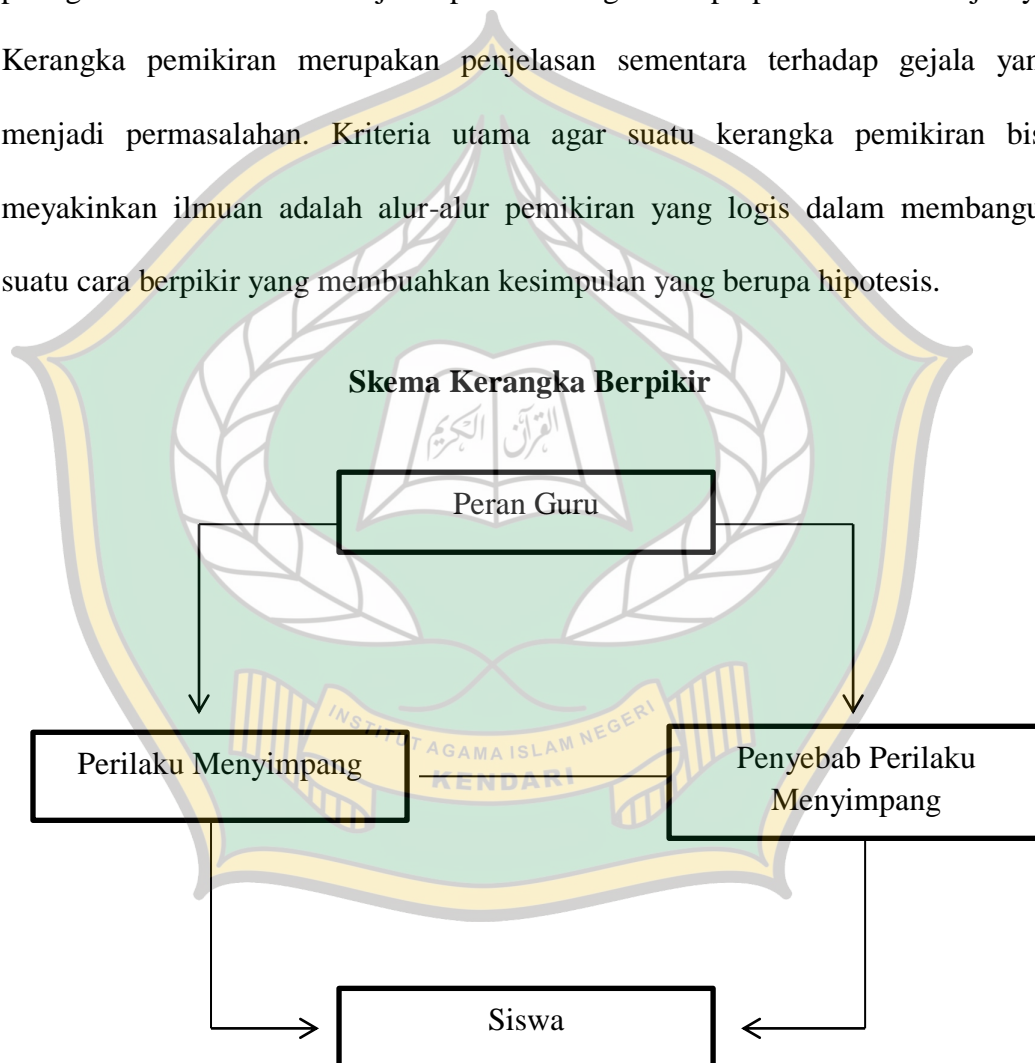 Kerangka pemikiran merupakan penjelasan sementara terhadap gejala yan
menjadi permasalahan. Kriteria utama agar suatu kerangka pemikiran bis
meyakinkan ilmuan adalah alur-alur pemikiran yang logis dalam membangu
suatu cara berpikir yang membuahkan kesimpulan yang berupa hipotesis.
Skema Kerangka Berpikir
القرآن الكريم
Peran Guru
INSTITUT AGAMA ISLAM NEGERI
KENDARI
Perilaku Menyimpang
Penyebab Perilaku
Menyimpang
Siswa